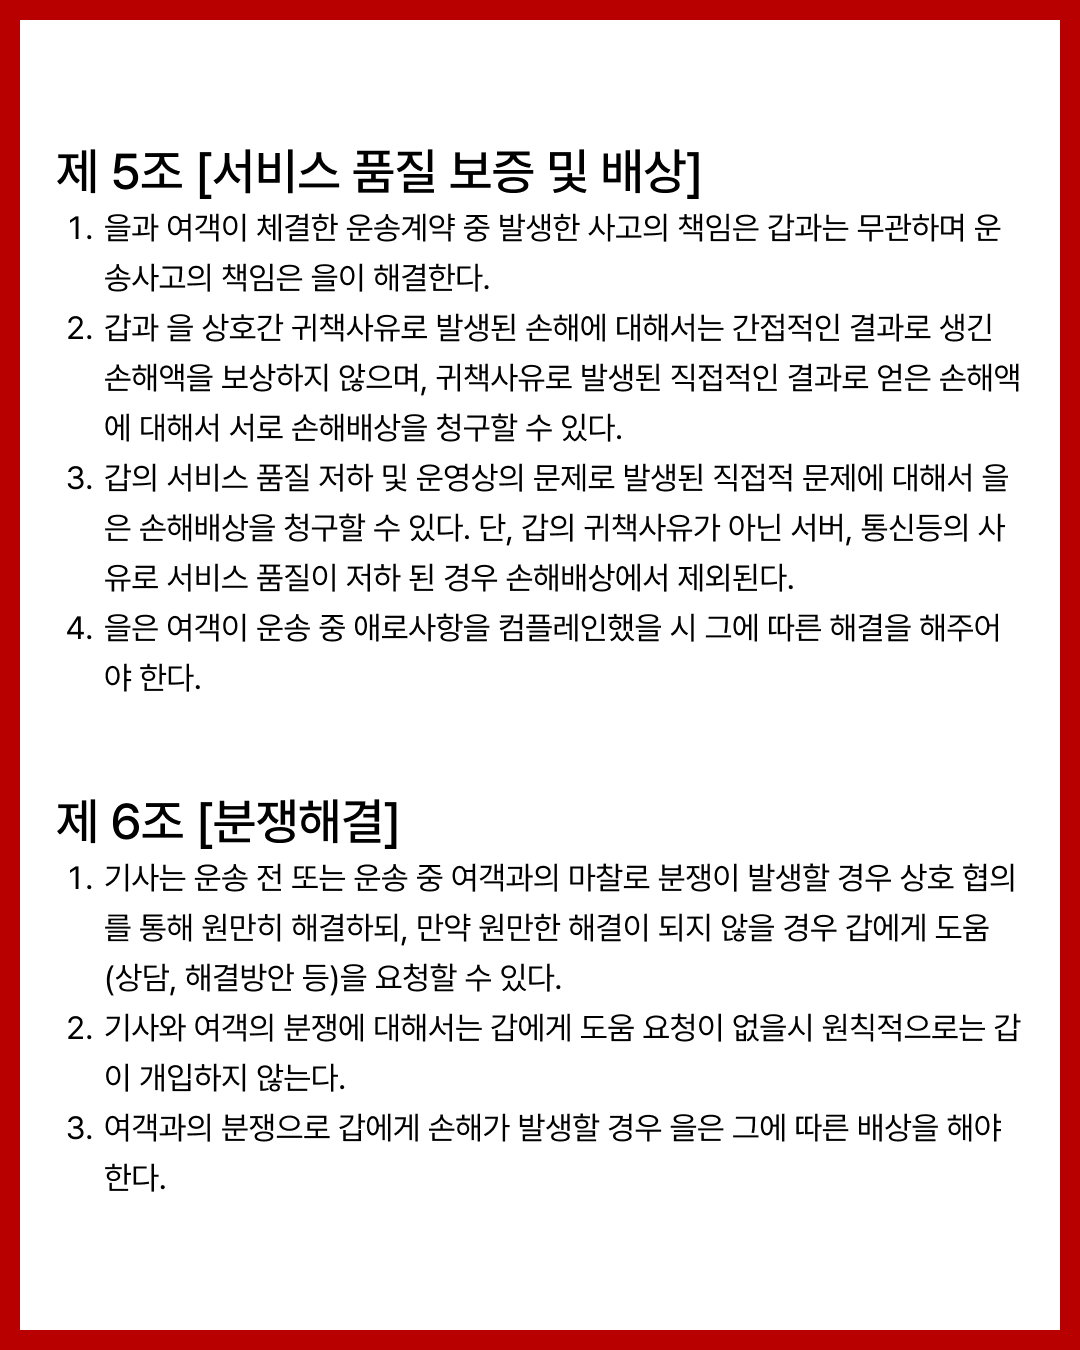 제 5조 [서비스 품질 보증 및 배상]
1. 을과 여객이 체결한 운송계약 중 발생한 사고의 책임은 갑과는 무관하며 운
송사고의 책임은 을이 해결한다.
2. 갑과 을 상호간 귀책사유로 발생된 손해에 대해서는 간접적인 결과로 생긴
손해액을 보상하지 않으며, 귀책사유로 발생된 직접적인 결과로 얻은 손해액
에 대해서 서로 손해배상을 청구할 수 있다.
3. 갑의 서비스 품질 저하 및 운영상의 문제로 발생된 직접적 문제에 대해서 을
은 손해배상을 청구할 수 있다. 단, 갑의 귀책사유가 아닌 서버, 통신등의 사
유로 서비스 품질이 저하 된 경우 손해배상에서 제외된다.
4. 을은 여객이 운송 중 애로사항을 컴플레인했을 시 그에 따른 해결을 해주어
야 한다.
제 6조 [분쟁해결]
1. 기사는 운송 전 또는 운송 중 여객과의 마찰로 분쟁이 발생할 경우 상호 협의
를 통해 원만히 해결하되, 만약 원만한 해결이 되지 않을 경우 갑에게 도움
(상담, 해결방안 등)을 요청할 수 있다.
2. 기사와 여객의 분쟁에 대해서는 갑에게 도움 요청이 없을시 원칙적으로는 갑
이 개입하지 않는다.
3. 여객과의 분쟁으로 갑에게 손해가 발생할 경우 을은 그에 따른 배상을 해야
한다.